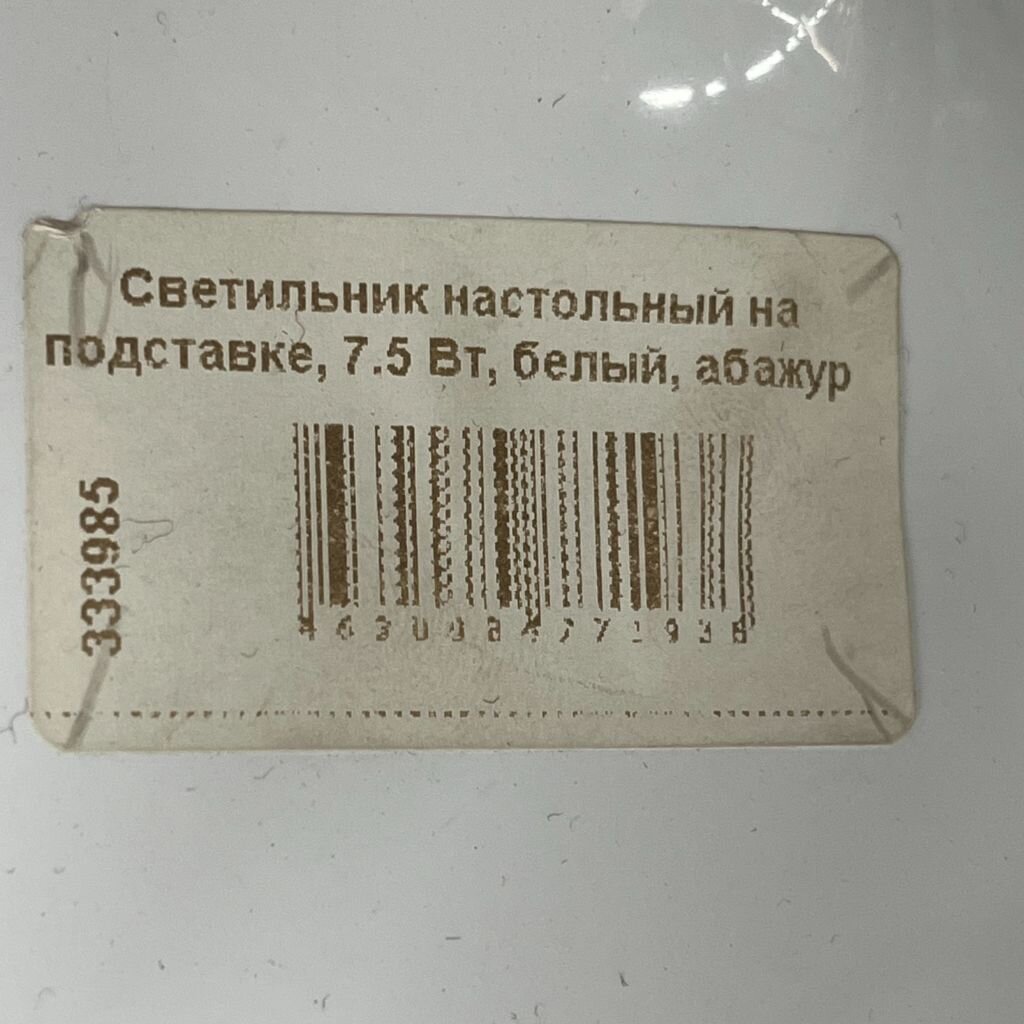 Светильник настольный на
подставке, 7.5 Вт, белый, абажур
333985